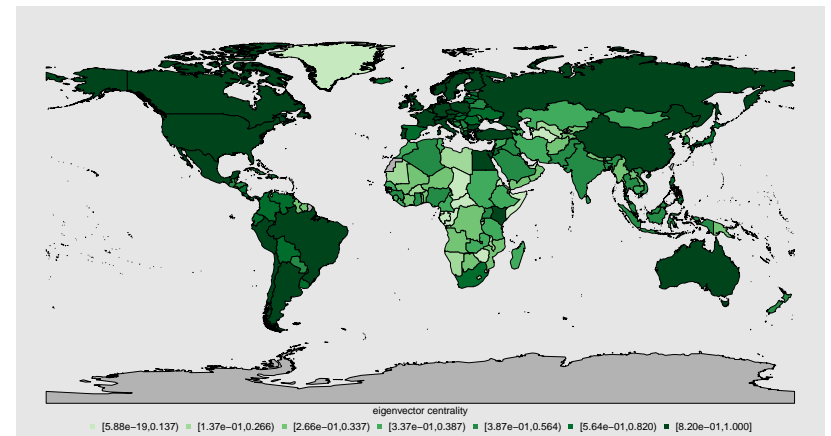 eigenvector centrality
[5.88e−19,0.137) [1.37e−01,0.266) [2.66e−01,0.337) [3.37e−01,0.387) [3.87e−01,0.564) [5.64e−01,0.820) [8.20e−01,1.000]